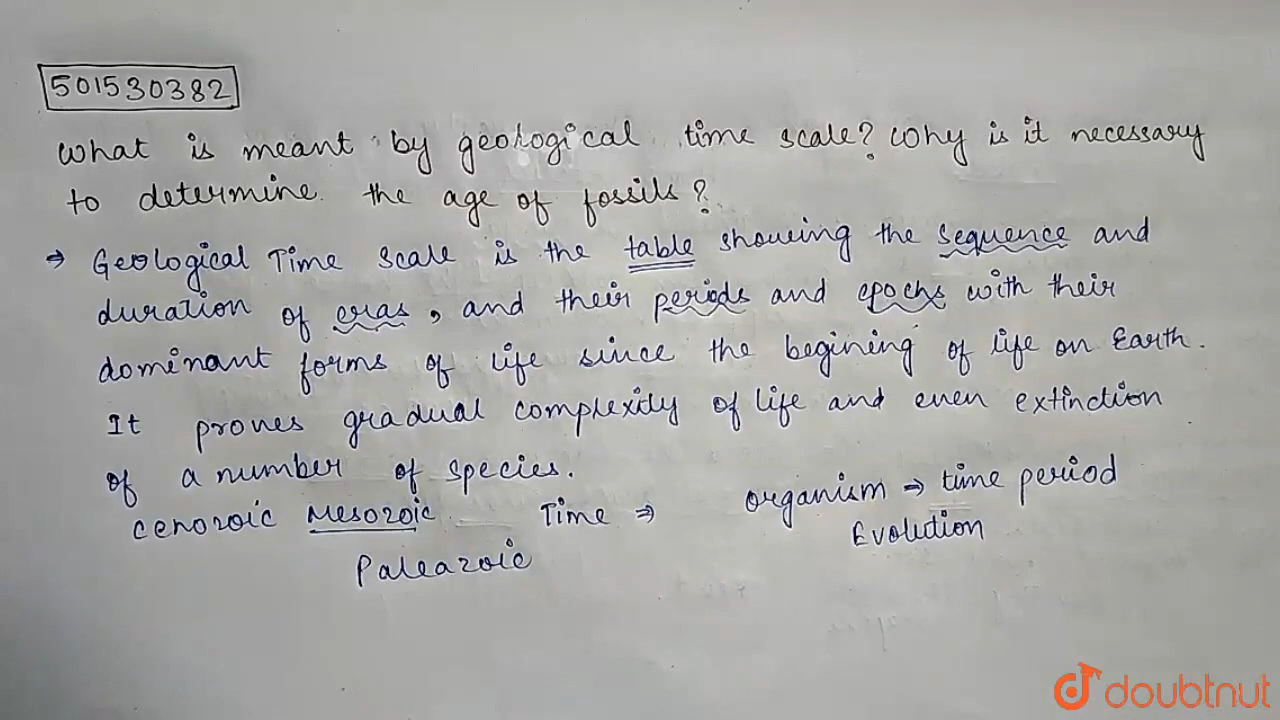 501530382
What is meant by geological time scale? Why is it necessary
to determine the age of fossils?
⇒ Geological Time scale is the table showing the sequence and
duration of eras, and their periods and epochs with their
dominant forms of life since the begining of life on Earth.
It proves gradual complexity of life and even extinction
of a number of species.
Cenozoic Mesozoic Time ⇒ organism ⇒ time period
Evolution
Paleazoic
doubtnut